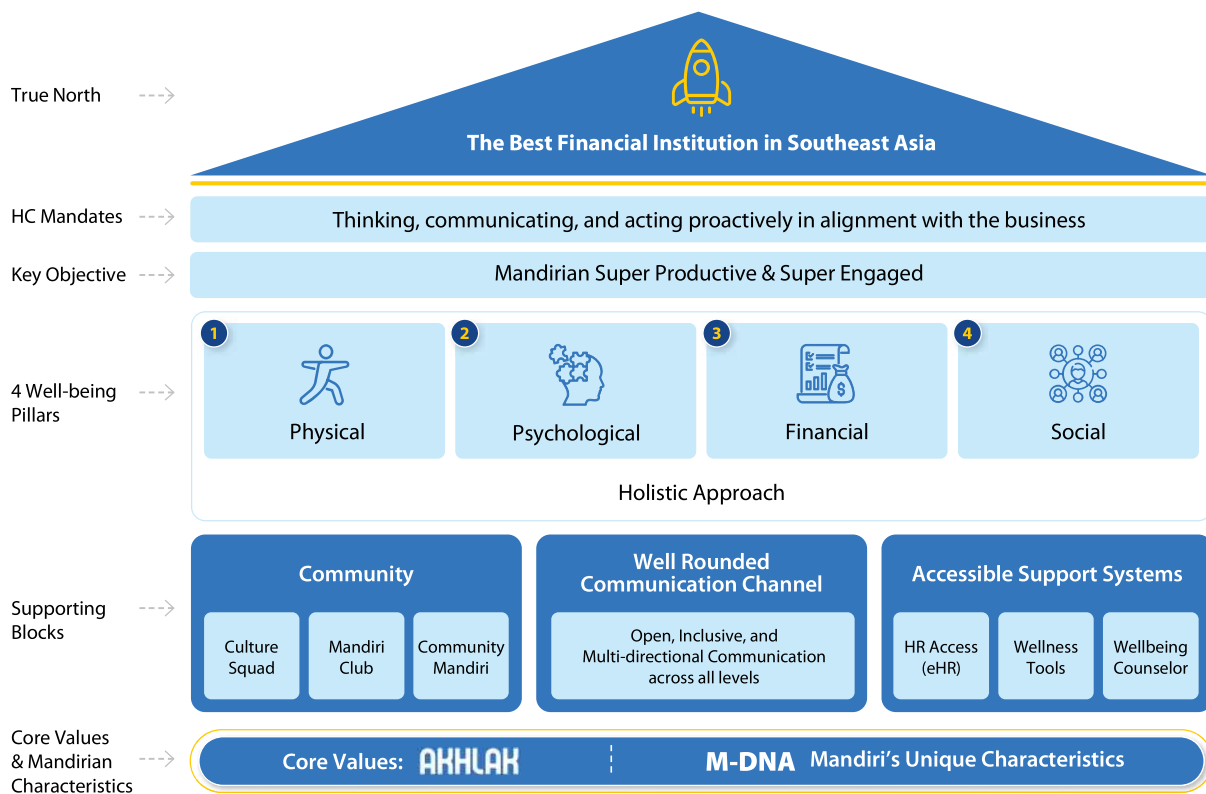 True North
The Best Financial Institution in Southeast Asia
HC Mandates
Thinking, communicating, and acting proactively in alignment with the business
Key Objective
Mandirian Super Productive & Super Engaged
4 Well-being
Pillars
1
Physical
2
Psychological
3
$
Financial
4
Social
Holistic Approach
Supporting
Blocks
Community
Culture
Squad
Mandiri
Club
Community
Mandiri
Well Rounded
Communication Channel
Open, Inclusive, and
Multi-directional Communication
across all levels
Accessible Support Systems
HR Access
(eHR)
Wellness
Tools
Wellbeing
Counselor
Core Values
& Mandirian
Characteristics
Core Values: AKHLAK
M-DNA Mandiri's Unique Characteristics